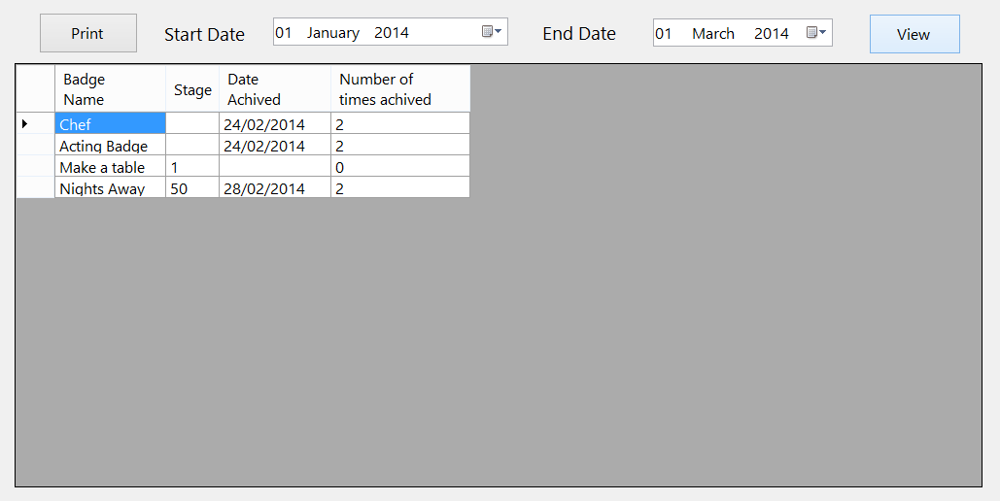 Print Start Date 01 January 2014 End Date 01 March 2014 View
Badge Name Stage Date Achived Number of times achived
Chef 24/02/2014 2
Acting Badge 24/02/2014 2
Make a table 1 0
Nights Away 50 28/02/2014 2